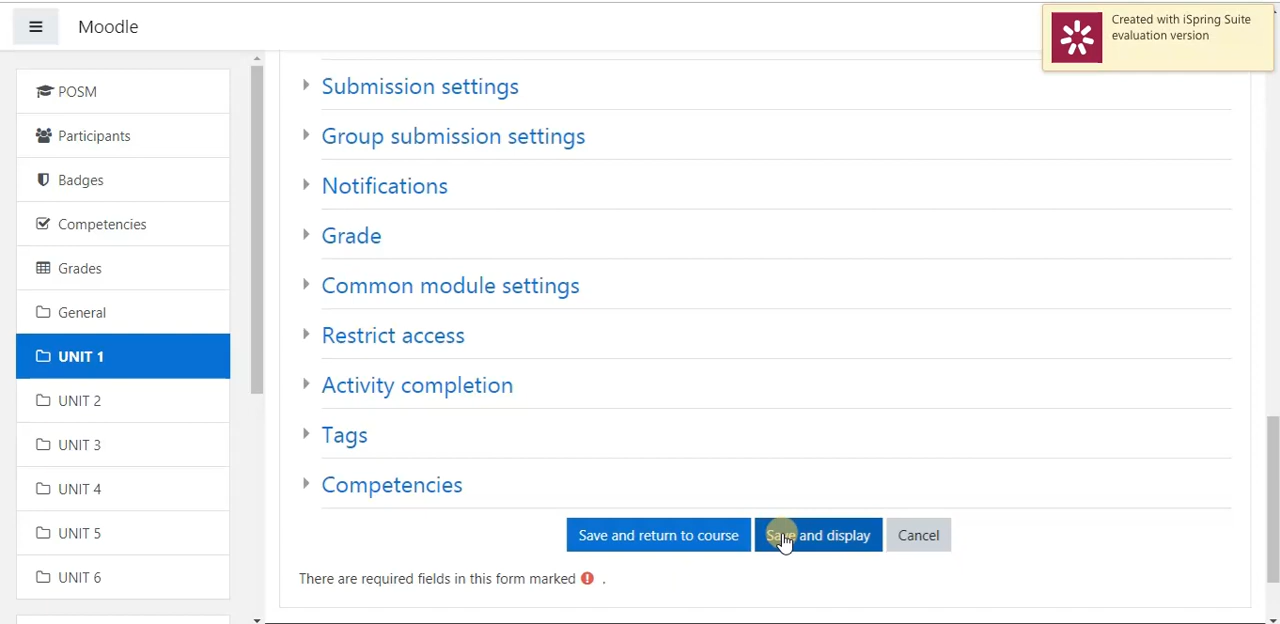 Moodle
Created with iSpring Suite
evaluation version
POSM
Participants
Badges
Competencies
Grades
General
UNIT 1
UNIT 2
UNIT 3
UNIT 4
UNIT 5
UNIT 6
Submission settings
Group submission settings
Notifications
Grade
Common module settings
Restrict access
Activity completion
Tags
Competencies
Save and return to course
Save and display
Cancel
There are required fields in this form marked .